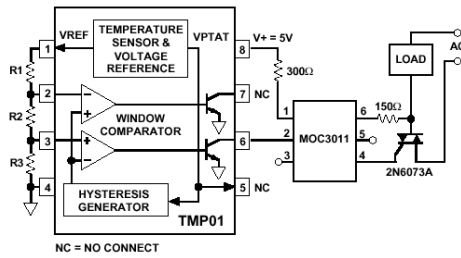 TEMPERATURE
SENSOR &
VOLTAGE
REFERENCE
VREF
VPTAT
1
8
V+ = 5V
R1
300Ω
LOAD
AC
2
7
NC
R2
WINDOW
COMPARATOR
1
6
150Ω
MOC3011
3
6
2
5
3
4
R3
2N6073A
4
5
NC
HYSTERESIS
GENERATOR
TMP01
NC = NO CONNECT